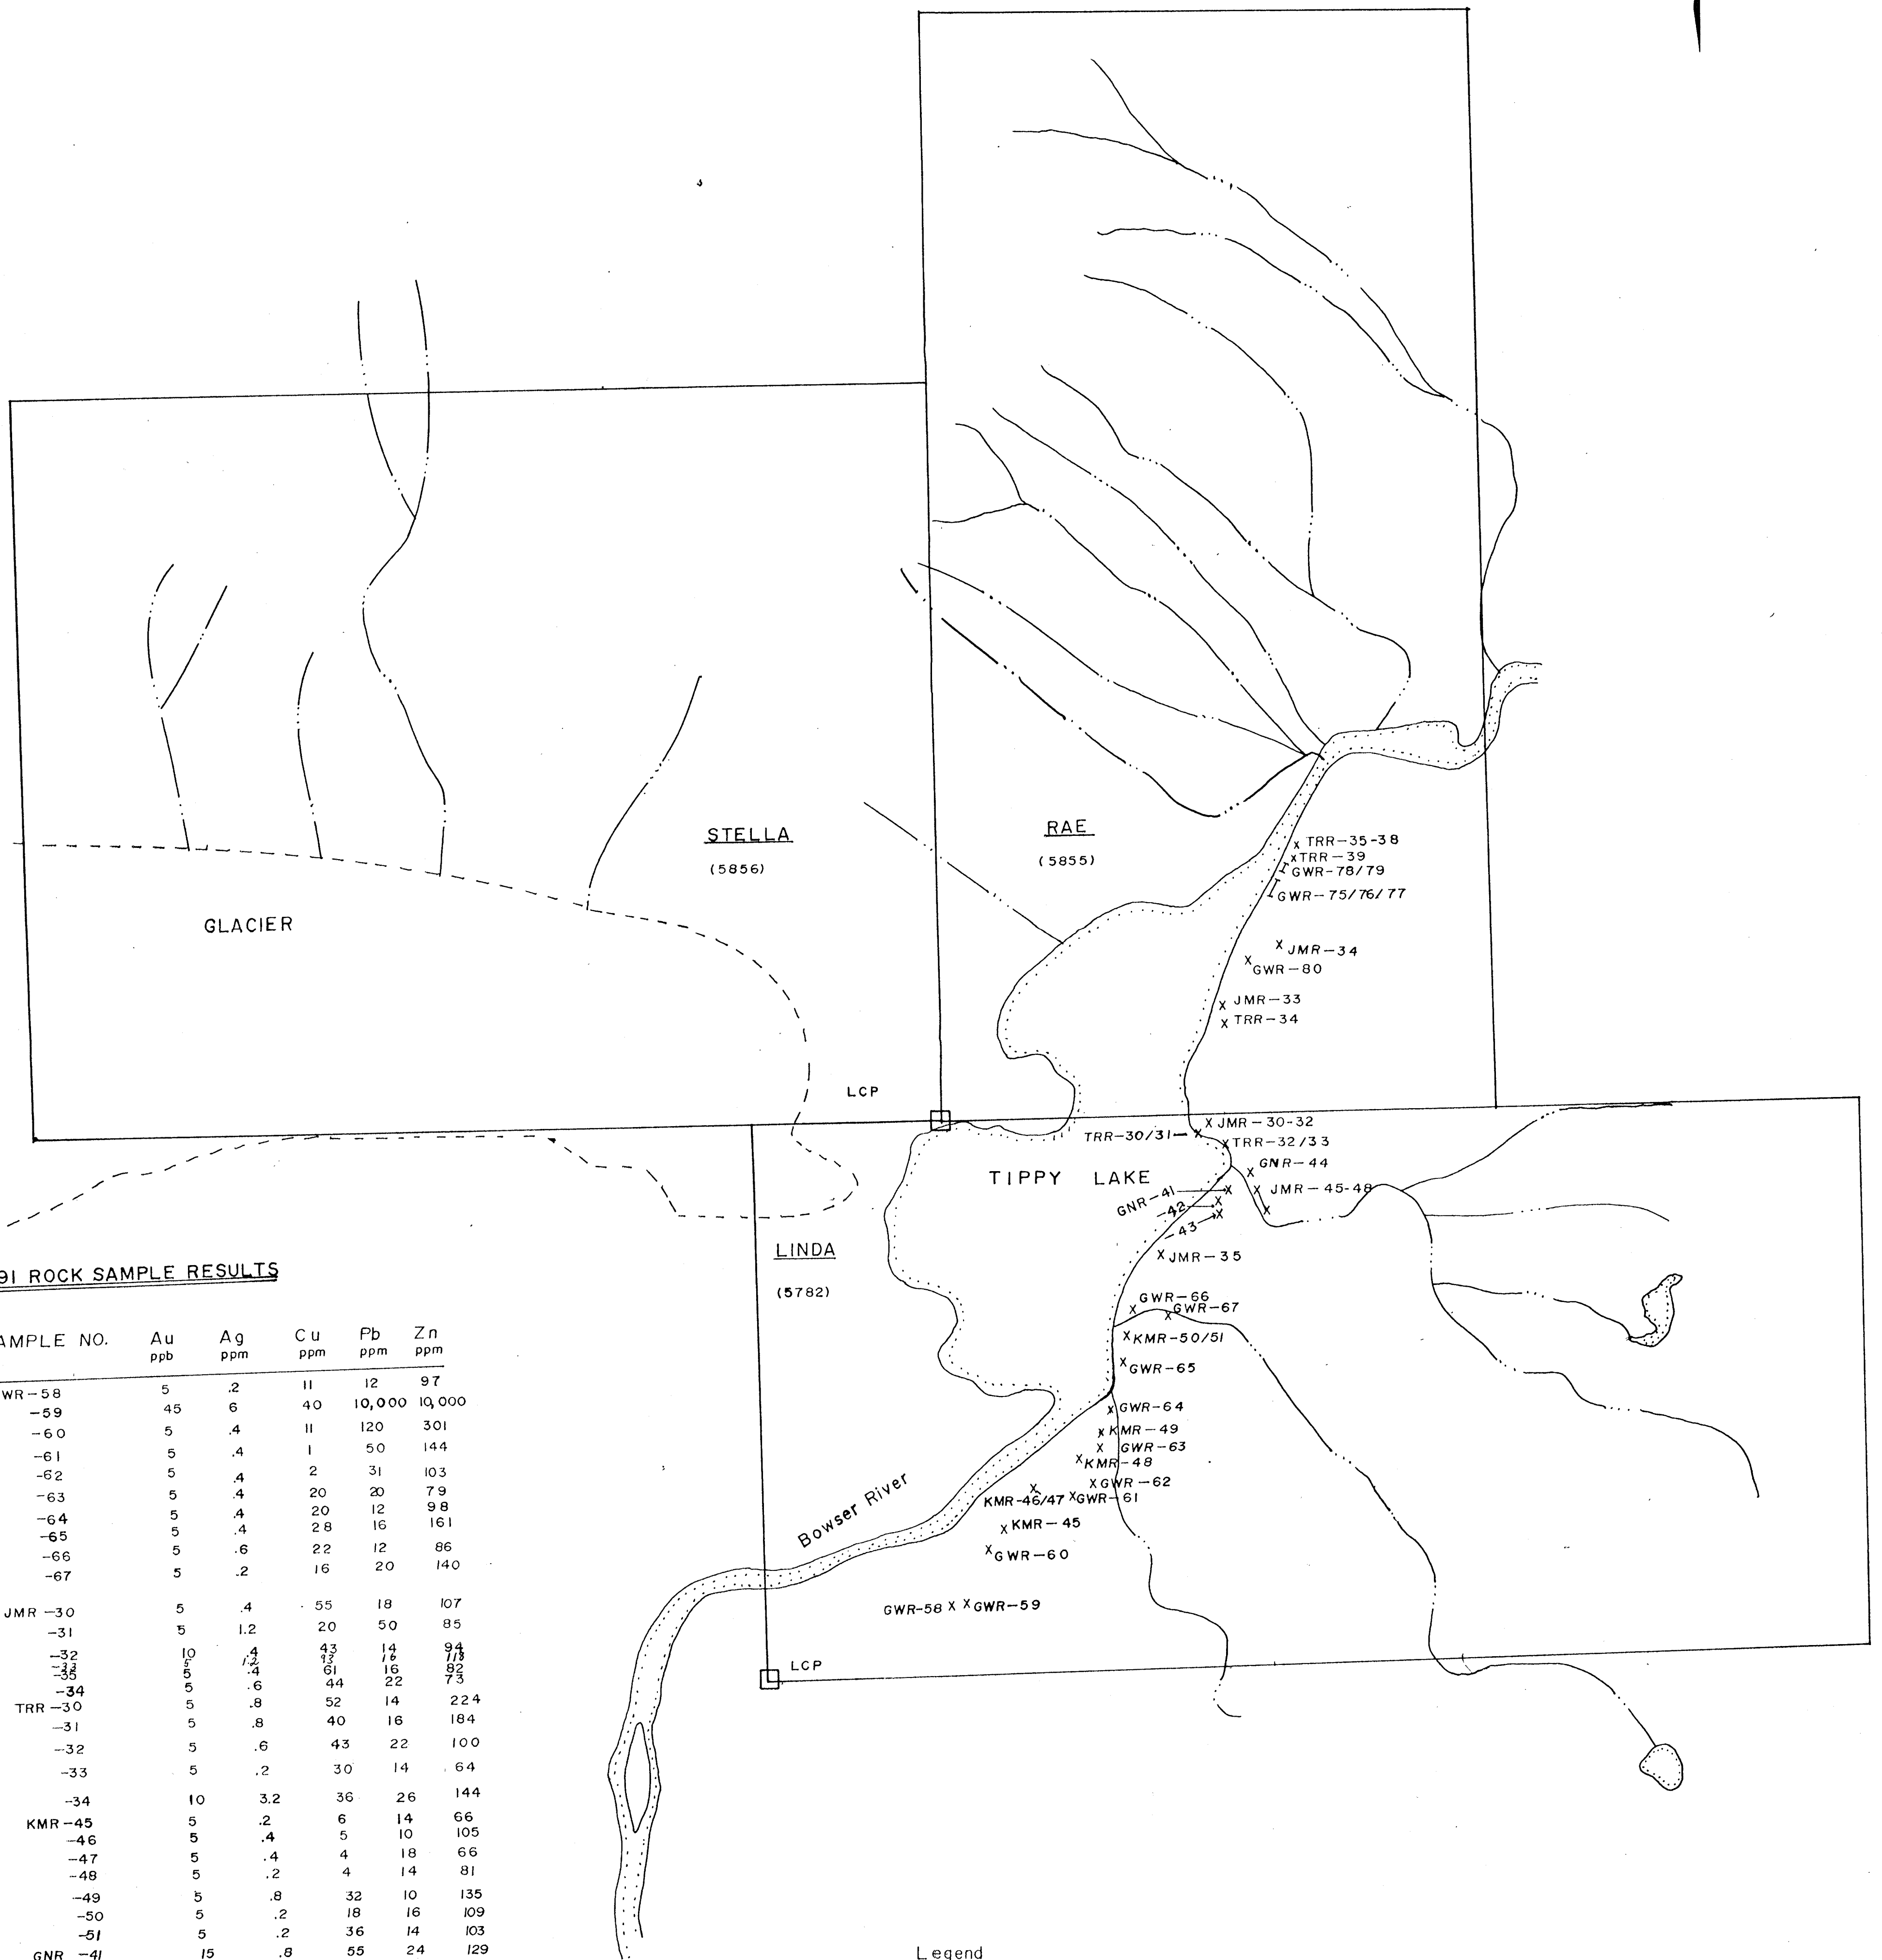 STELLA
(5856)
RAE
(5855)
GLACIER
TRR-35-38
TRR-39
GWR-78/79
GWR-75/76/77
JMR-34
GWR-80
JMR-33
TRR-34
LCP
JMR-30-32
TRR-30/31
TRR-32/33
TIPPY LAKE
GNR-44
GNR-41
JMR-45-48
-42
-43
JMR-35
LINDA
(5782)
GWR-66
GWR-67
KMR-50/51
GWR-65
GWR-64
KMR-49
GWR-63
KMR-48
GWR-62
KMR-46/47
GWR-61
KMR-45
GWR-60
Bowser River
GWR-58
GWR-59
LCP
91 ROCK SAMPLE RESULTS
AMPLE NO. Au Ag Cu Pb Zn
ppb ppm ppm ppm ppm
WR-58 5 .2 11 12 97
-59 45 6 40 10,000 10,000
-60 5 .4 11 120 301
-61 5 .4 1 50 144
-62 5 .4 2 31 103
-63 5 .4 20 20 79
-64 5 .4 20 12 98
-65 5 .4 28 16 161
-66 5 .6 22 12 86
-67 5 .2 16 20 140
JMR-30 5 .4 55 18 107
-31 5 1.2 20 50 85
-32 10 .4 43 14 94
-33 5 1.2 93 16 118
-35 5 .4 61 16 82
-34 5 .6 44 22 73
TRR-30 5 .8 52 14 224
-31 5 .8 40 16 184
-32 5 .6 43 22 100
-33 5 .2 30 14 64
-34 10 3.2 36 26 144
KMR-45 5 .2 6 14 66
-46 5 .4 5 10 105
-47 5 .4 4 18 66
-48 5 .2 4 14 81
-49 5 .8 32 10 135
-50 5 .2 18 16 109
-51 5 .2 36 14 103
GNR-41 15 .8 55 24 129
Legend